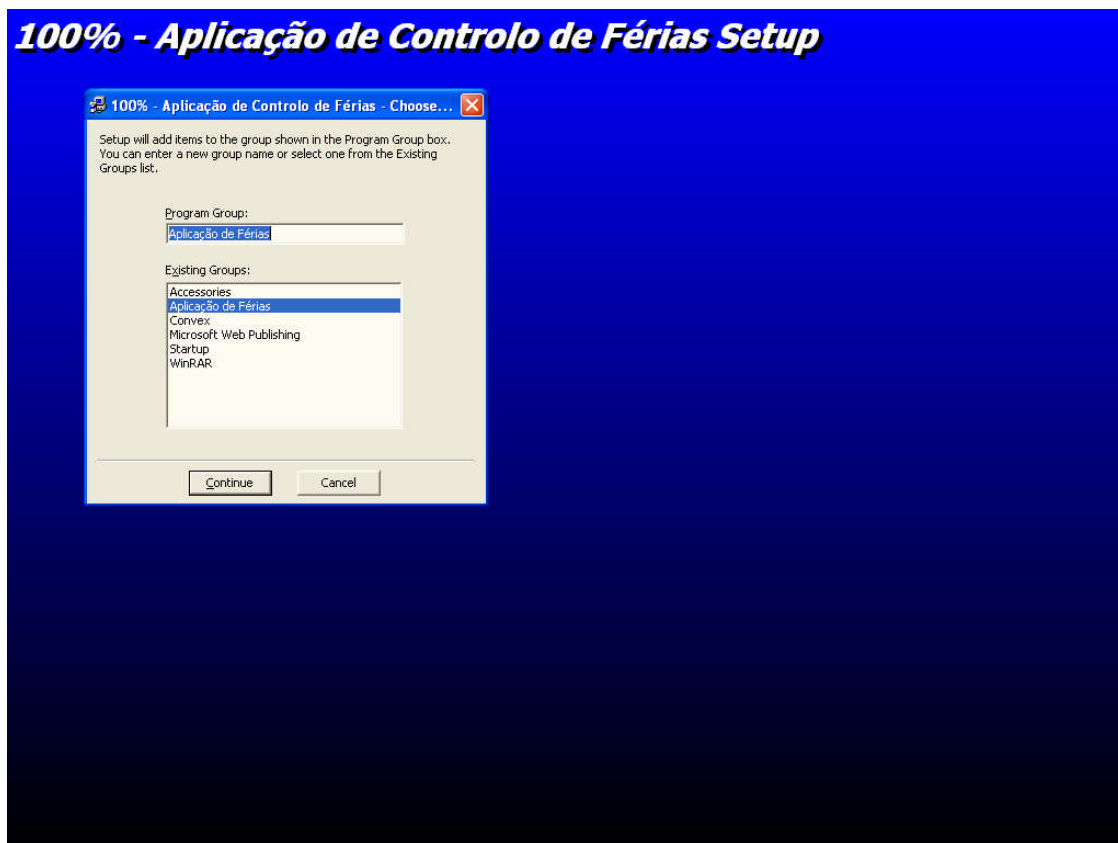 100% - Aplicação de Controlo de Férias Setup
100% - Aplicação de Controlo de Férias - Choose...
Setup will add items to the group shown in the Program Group box.
You can enter a new group name or select one from the Existing
Groups list.
Program Group:
Aplicação de Férias
Existing Groups:
Accessories
Aplicação de Férias
Convex
Microsoft Web Publishing
Startup
WinRAR
Continue
Cancel